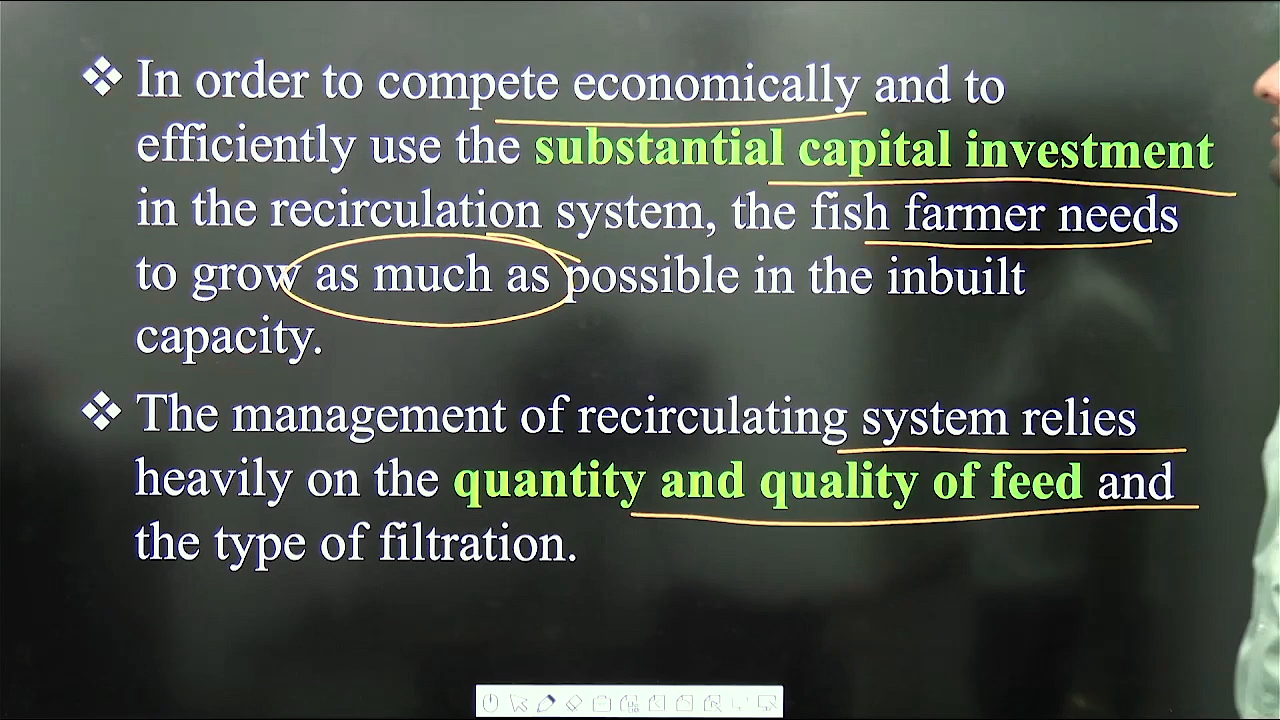 ❖ In order to compete economically and to
efficiently use the substantial capital investment
in the recirculation system, the fish farmer needs
to grow as much as possible in the inbuilt
capacity.
❖ The management of recirculating system relies
heavily on the quantity and quality of feed and
the type of filtration.